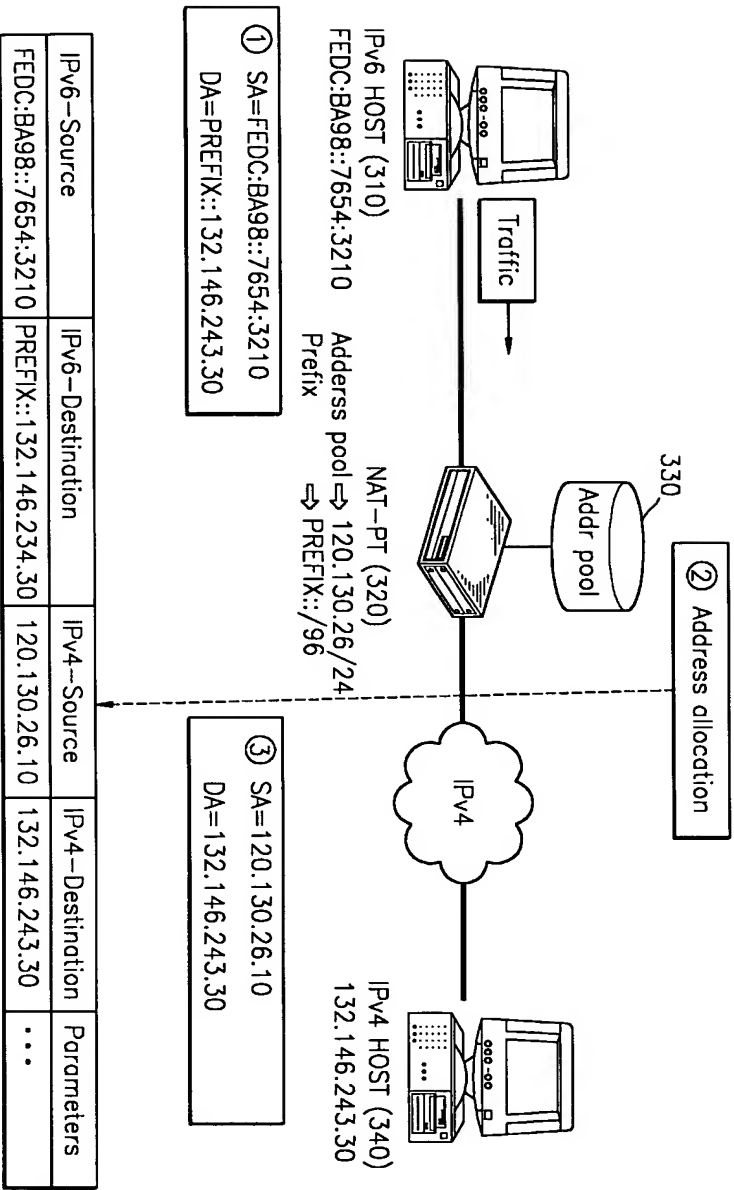 ② Address allocation
330
Addr pool
Traffic
IPv4
IPv6 HOST (310)
FEDC:BA98::7654:3210
NAT-PT (320)
Adderss pool ⇨ 120.130.26/24
Prefix ⇨ PREFIX::/96
IPv4 HOST (340)
132.146.243.30
① SA=FEDC:BA98::7654:3210
DA=PREFIX::132.146.243.30
③ SA=120.130.26.10
DA=132.146.243.30
IPv6-Source IPv6-Destination IPv4-Source IPv4-Destination Parameters
FEDC:BA98::7654:3210 PREFIX::132.146.234.30 120.130.26.10 132.146.243.30 • • •